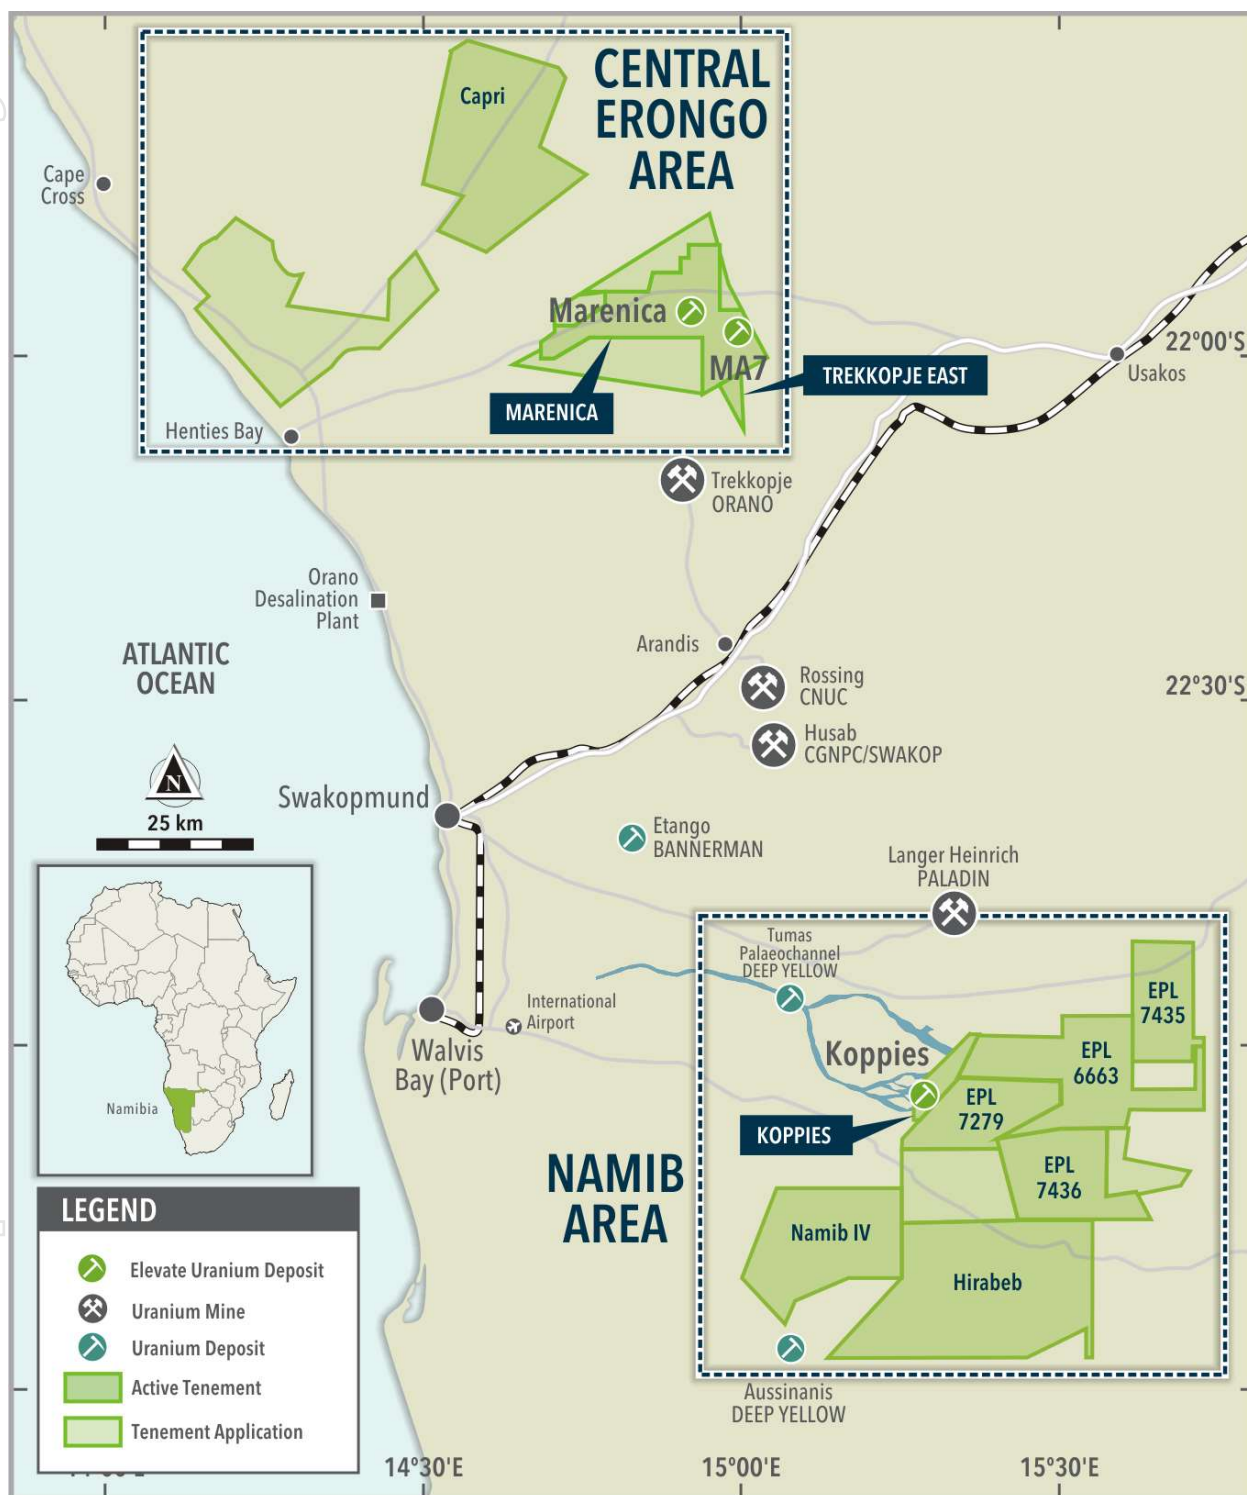 CENTRAL
ERONGO
AREA
Capri
Cape
Cross
Marenica
MA7
TREKKOPJE EAST
MARENICA
Henties Bay
22°00'S
Usakos
Trekkopje
ORANO
Orano
Desalination
Plant
Arandis
ATLANTIC
OCEAN
Rossing
CNUC
22°30'S
Husab
CGNPC/SWAKOP
N
25 km
Swakopmund
Etango
BANNERMAN
Langer Heinrich
PALADIN
Tumas
Palaeochannel
DEEP YELLOW
International
Airport
Walvis
Bay (Port)
Koppies
EPL
7435
EPL
6663
EPL
7279
KOPPIES
EPL
7436
Namibia
NAMIB
AREA
Namib IV
Hirabeb
Aussinanis
DEEP YELLOW
LEGEND
Elevate Uranium Deposit
Uranium Mine
Uranium Deposit
Active Tenement
Tenement Application
14°30'E
15°00'E
15°30'E